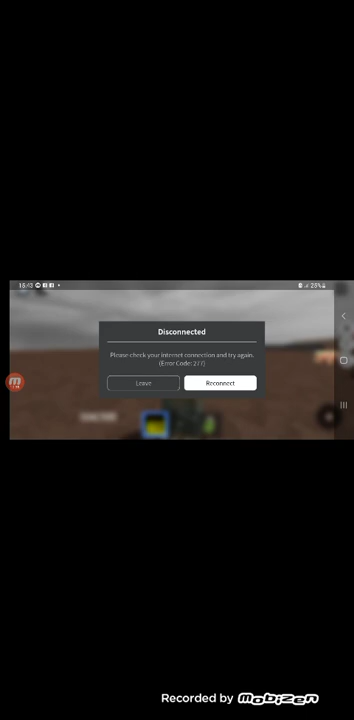 15:43
25%
Disconnected
Please check your internet connection and try again.
(Error Code: 277)
Leave
Reconnect
Recorded by mobizen